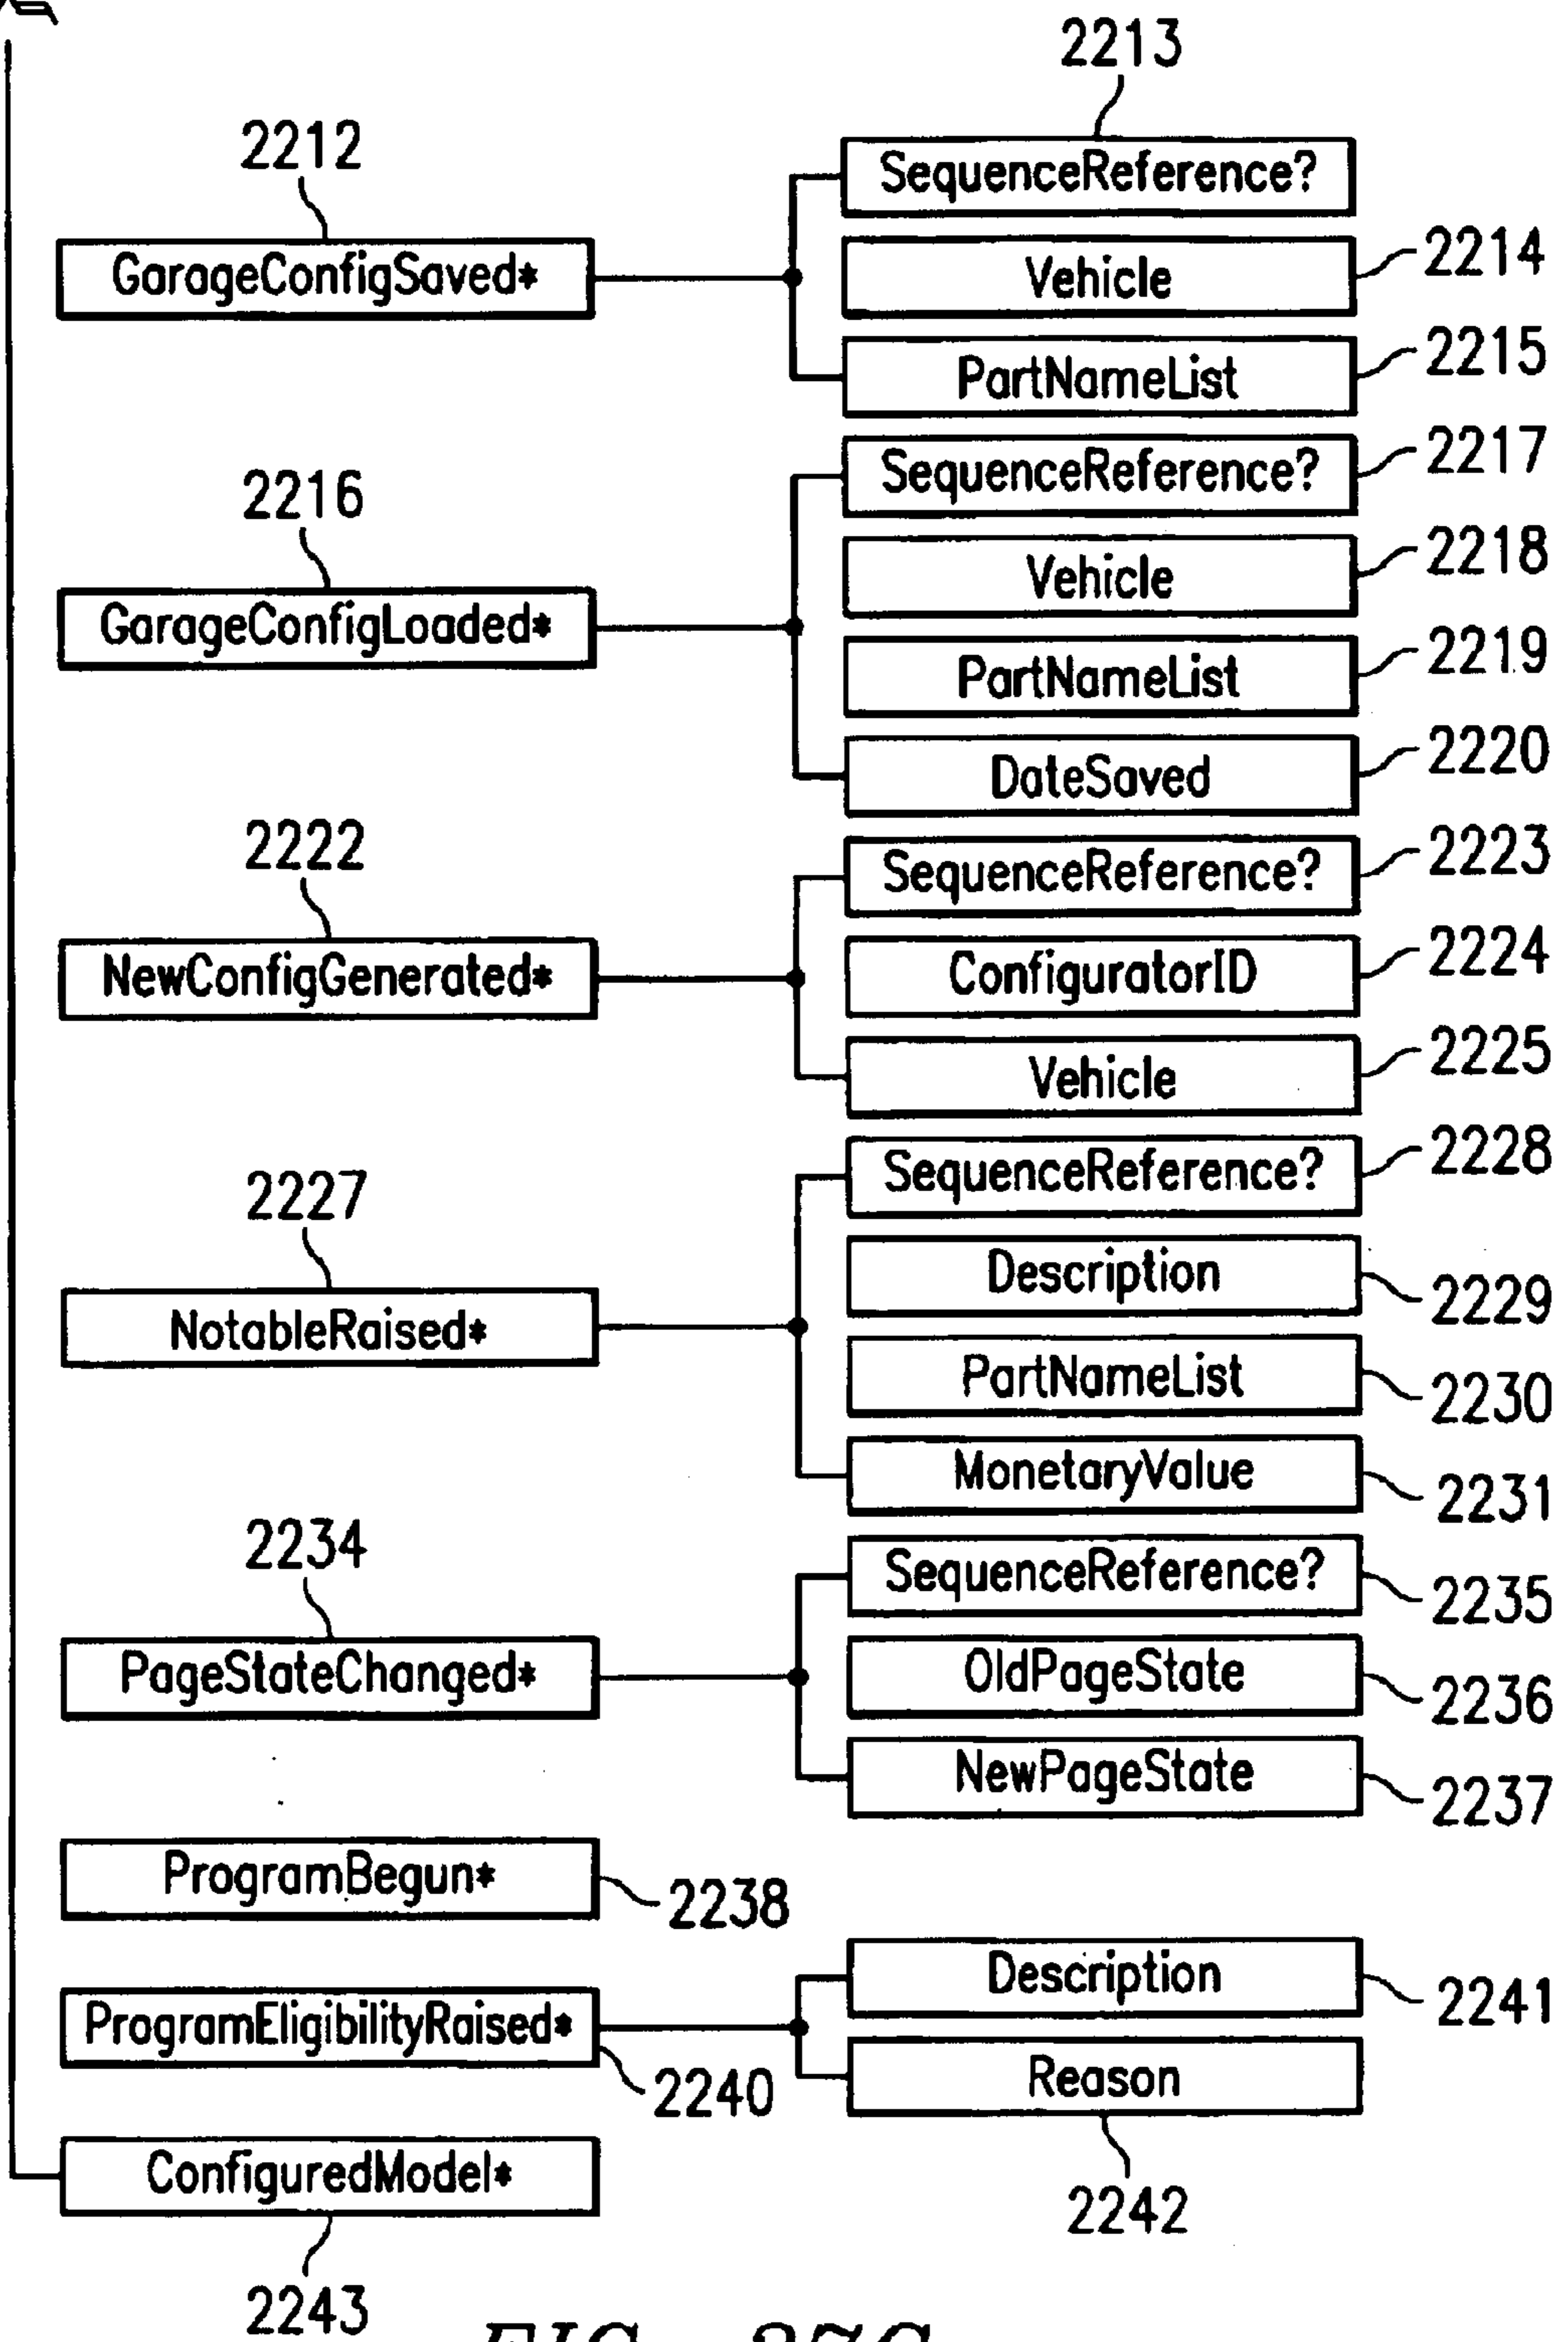 2213
2212
SequenceReference?
GarageConfigSaved*
Vehicle
2214
PartNameList
2215
2216
SequenceReference?
2217
Vehicle
2218
GarageConfigLoaded*
PartNameList
2219
DateSaved
2220
2222
SequenceReference?
2223
NewConfigGenerated*
ConfiguratorID
2224
Vehicle
2225
2227
SequenceReference?
2228
Description
2229
NotableRaised*
PartNameList
2230
MonetaryValue
2231
2234
SequenceReference?
2235
PageStateChanged*
OldPageState
2236
NewPageState
2237
ProgramBegun*
2238
Description
2241
ProgramEligibilityRaised*
2240
Reason
2242
ConfiguredModel*
2243
FIG. 27C